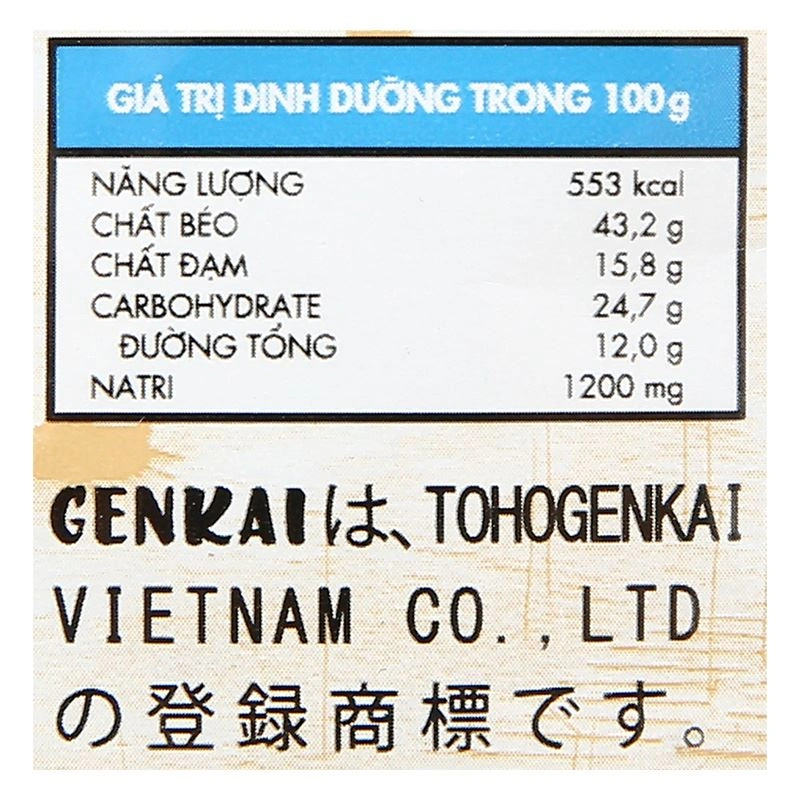 GIÁ TRỊ DINH DƯỠNG TRONG 100g
NĂNG LƯỢNG 553 kcal
CHẤT BÉO 43,2 g
CHẤT ĐẠM 15,8 g
CARBOHYDRATE 24,7 g
ĐƯỜNG TỔNG 12,0 g
NATRI 1200 mg
GENKAIは、TOHOGENKAI
VIETNAM CO.,LTD
の登録商標です。